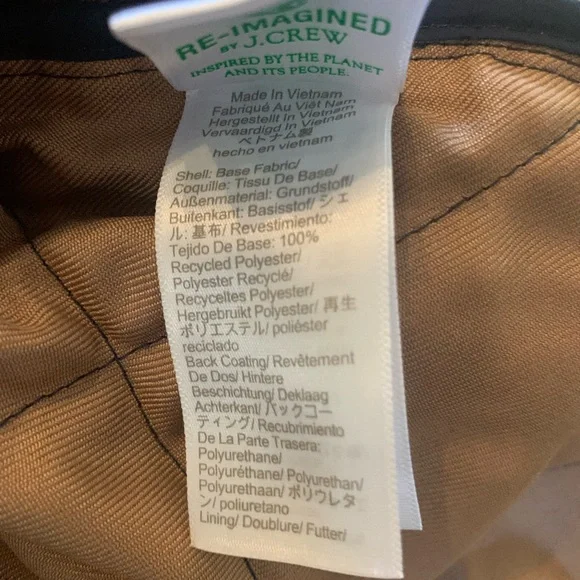 RE-IMAGINED
BY J.CREW
INSPIRED BY THE PLANET
AND ITS PEOPLE.
Made In Vietnam
Fabriqué Au Viêt Nam
Hergestellt In Vietnam
Vervaardigd In Vietnam
ベトナム製
hecho en vietnam
Shell: Base Fabric/
Coquille: Tissu De Base/
Außenmaterial: Grundstoff/
Buitenkant: Basisstof/ シェ
ル: 基布/ Revestimiento:
Tejido De Base: 100%
Recycled Polyester/
Polyester Recyclé/
Recyceltes Polyester/
Hergebruikt Polyester/ 再生
ポリエステル/ poliéster
reciclado
Back Coating/ Revêtement
De Dos/ Hintere
Beschichtung/ Deklaag
Achterkant/ バックコー
ティング/ Recubrimiento
De La Parte Trasera:
Polyurethane/
Polyuréthane/ Polyurethan/
Polyurethaan/ ポリウレタ
ン/ poliuretano
Lining/ Doublure/ Futter/